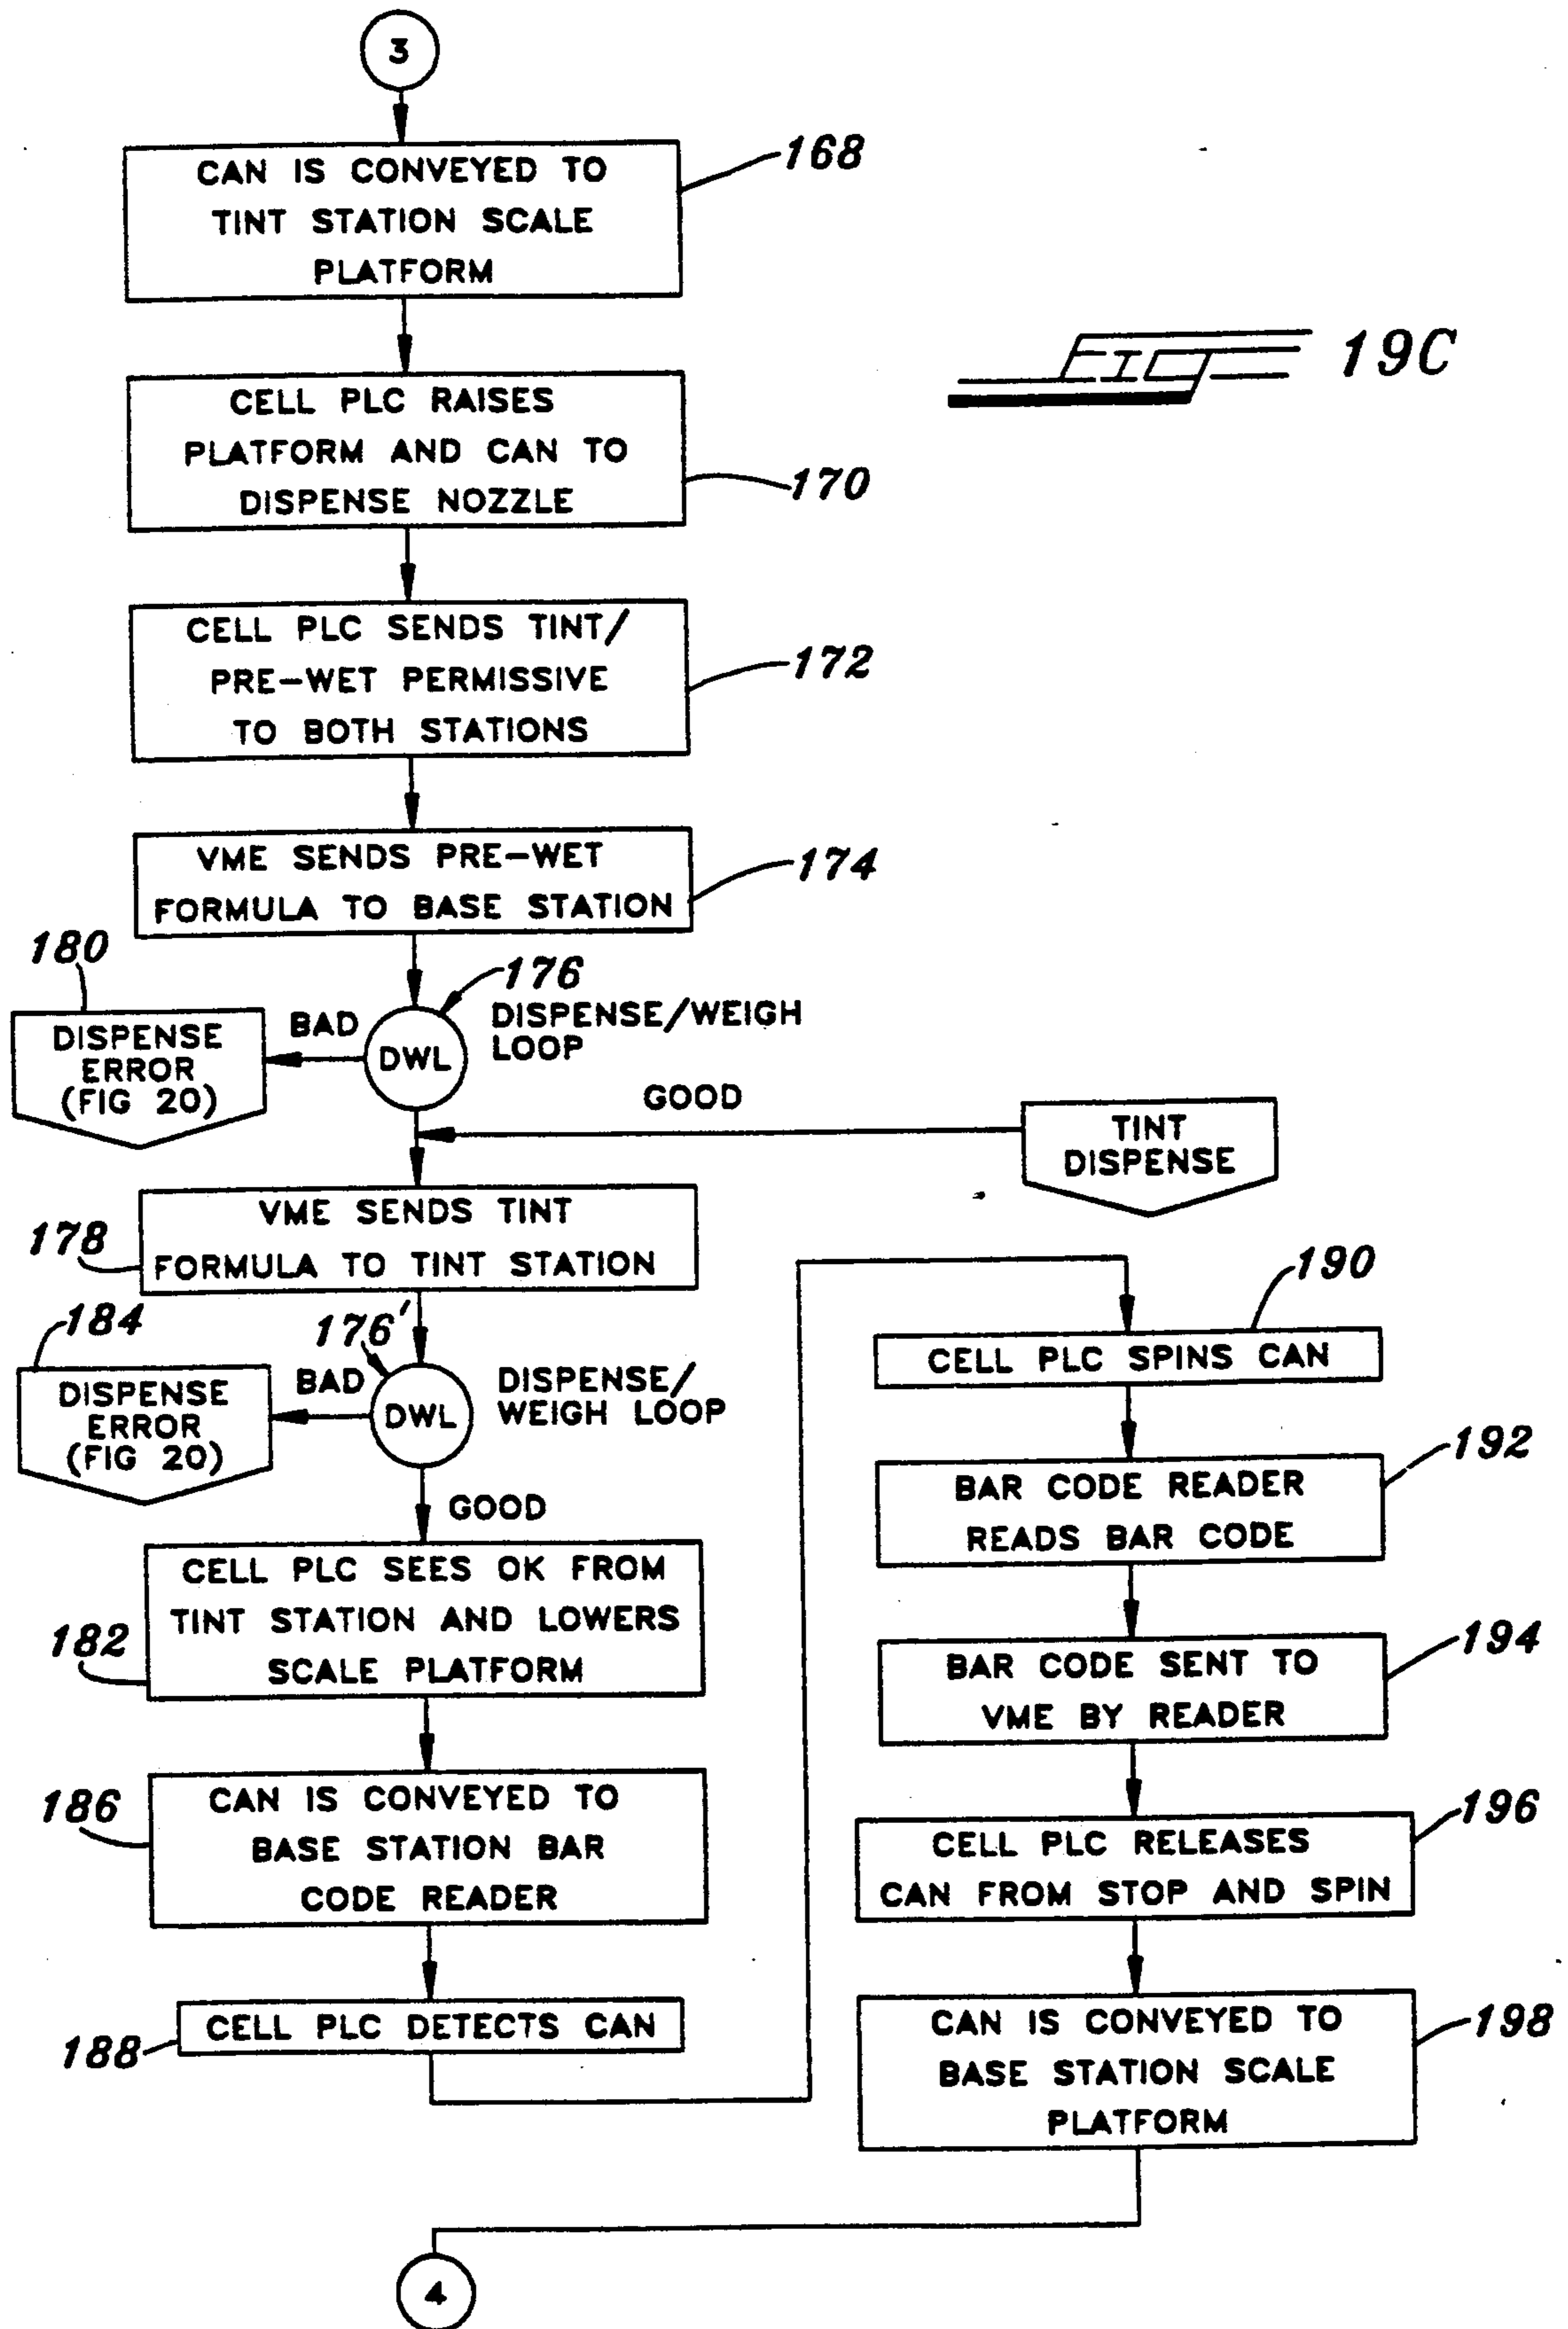 3
CAN IS CONVEYED TO
TINT STATION SCALE
PLATFORM
168
CELL PLC RAISES
PLATFORM AND CAN TO
DISPENSE NOZZLE
170
FIG 19C
CELL PLC SENDS TINT/
PRE-WET PERMISSIVE
TO BOTH STATIONS
172
VME SENDS PRE-WET
FORMULA TO BASE STATION
174
180
DISPENSE
ERROR
(FIG 20)
BAD
DWL
176
DISPENSE/WEIGH
LOOP
GOOD
TINT
DISPENSE
VME SENDS TINT
FORMULA TO TINT STATION
178
184
DISPENSE
ERROR
(FIG 20)
BAD
176'
DWL
DISPENSE/
WEIGH LOOP
GOOD
CELL PLC SEES OK FROM
TINT STATION AND LOWERS
SCALE PLATFORM
182
CAN IS CONVEYED TO
BASE STATION BAR
CODE READER
186
CELL PLC DETECTS CAN
188
190
CELL PLC SPINS CAN
192
BAR CODE READER
READS BAR CODE
194
BAR CODE SENT TO
VME BY READER
196
CELL PLC RELEASES
CAN FROM STOP AND SPIN
198
CAN IS CONVEYED TO
BASE STATION SCALE
PLATFORM
4